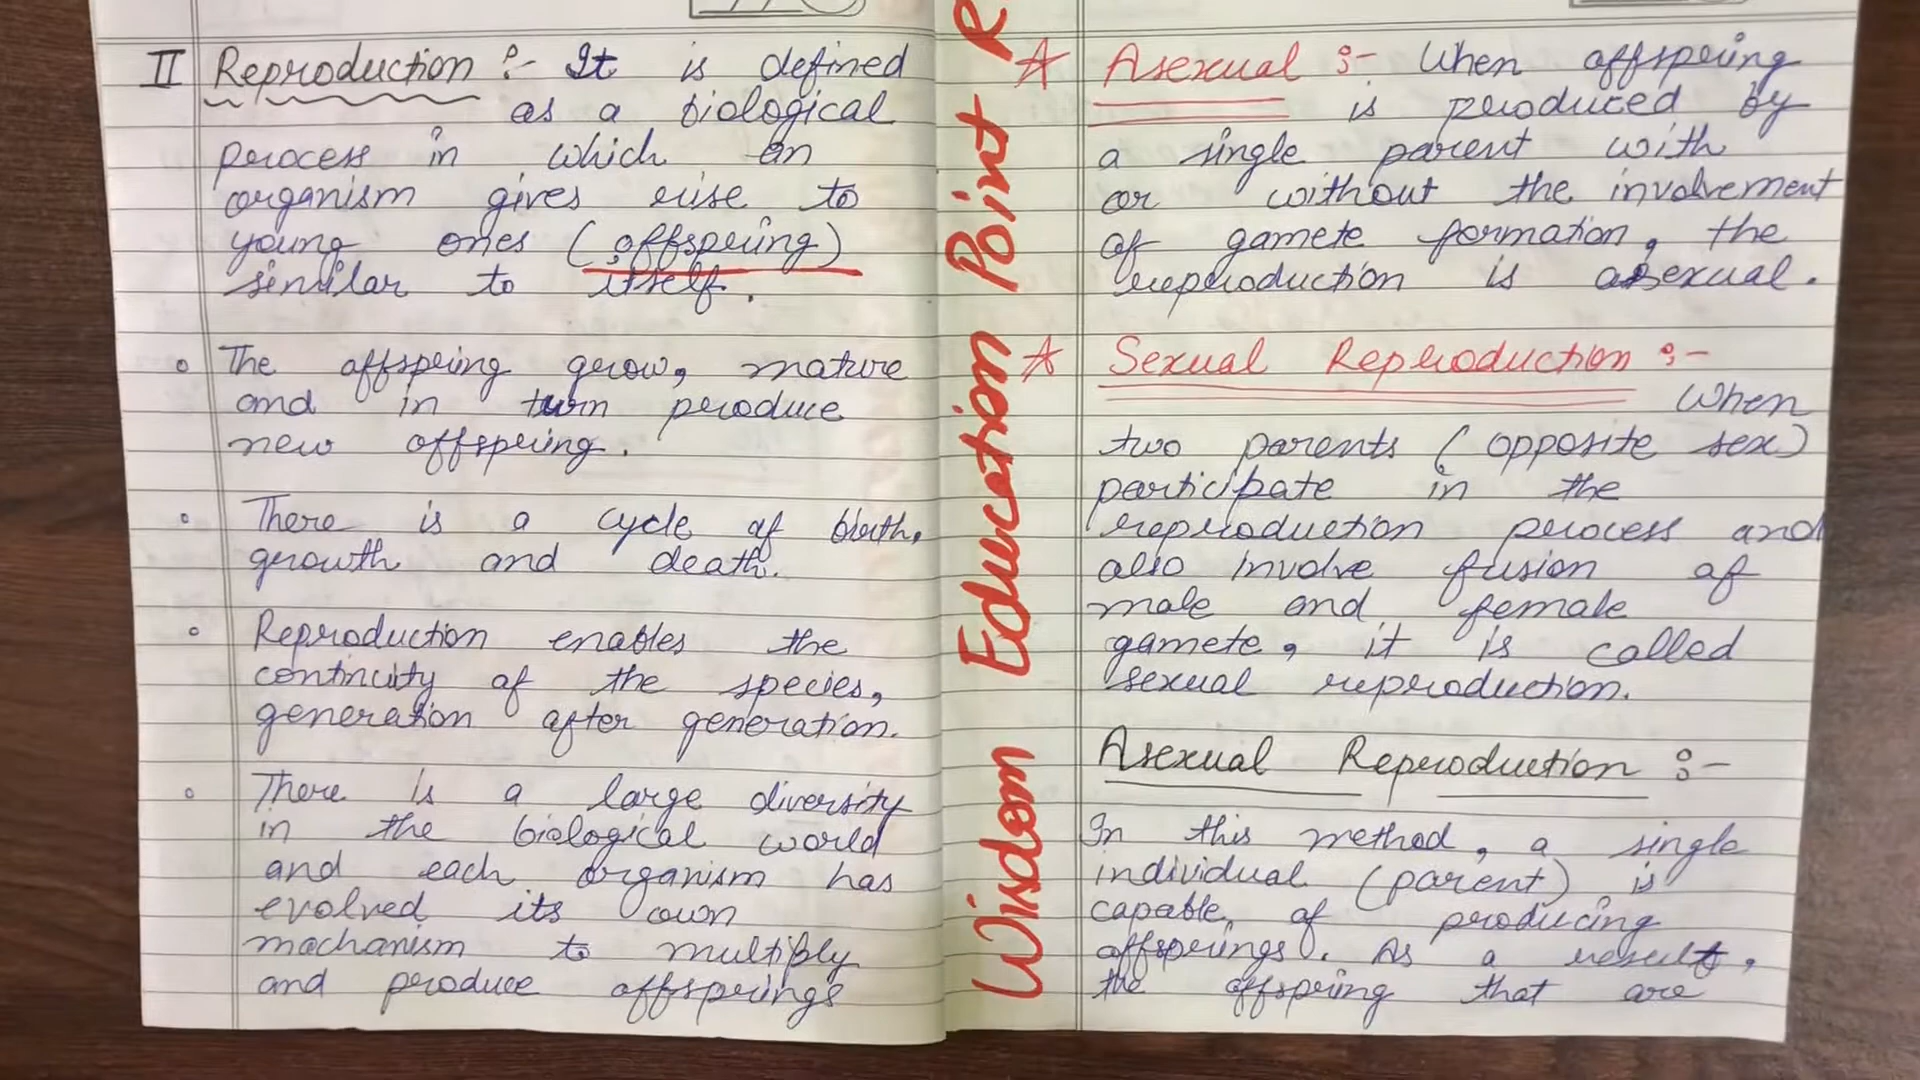 II Reproduction :- It is defined
as a biological
process in which an
organism gives rise to
young ones (offspring)
similar to itself.
The offspring grow, mature
and in turn produce
new offspring.
There is a cycle of birth,
growth and death.
Reproduction enables the
continuity of the species,
generation after generation.
There is a large diversity
in the biological world
and each organism has
evolved its own
machanism to multiply
and produce offsprings
Wisdom Education Point R
☆ Asexual :- When offspring
is produced by
a single parent with
or without the involvement
of gamete formation, the
reproduction is asexual.
☆ Sexual Reproduction :-
When
two parents (opposite sex)
participate in the
reproduction process and
also involve fusion of
male and female
gamete, it is called
sexual reproduction.
Asexual Reproduction :-
In this method, a single
individual (parent) is
capable of producing
offsprings. As a result,
the offspring that are